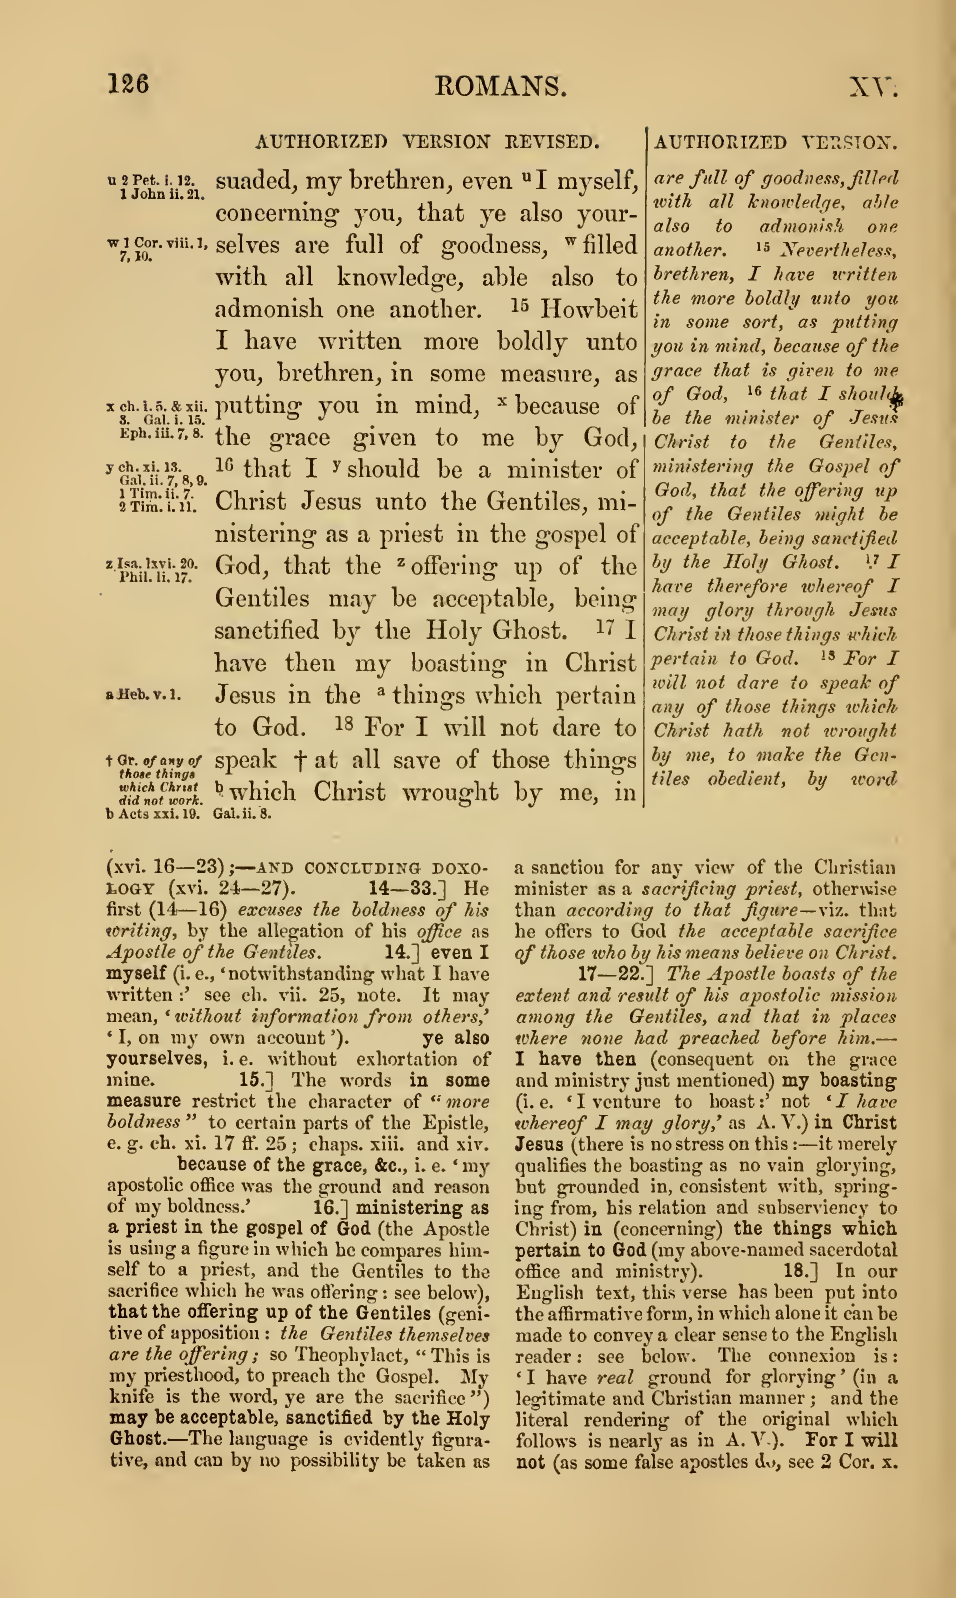 126
ROMANS.
XV.
AUTHORIZED VERSION REVISED.
u 2 Pet. i. 12.
1 John ii. 21.
w 1 Cor. viii. 1,
7, 10.
x ch. i. 5. & xii.
3. Gal. i. 15.
Eph. iii. 7, 8.
y ch. xi. 13.
Gal. ii. 7, 8, 9.
1 Tim. ii. 7.
2 Tim. i. 11.
z Isa. lxvi. 20.
Phil. ii. 17.
a Heb. v. 1.
† Gr. of any of
those things
which Christ
did not work.
b Acts xxi. 19. Gal. ii. 8.
suaded, my brethren, even u I myself,
concerning you, that ye also your-
selves are full of goodness, w filled
with all knowledge, able also to
admonish one another. 15 Howbeit
I have written more boldly unto
you, brethren, in some measure, as
putting you in mind, x because of
the grace given to me by God,
16 that I y should be a minister of
Christ Jesus unto the Gentiles, mi-
nistering as a priest in the gospel of
God, that the z offering up of the
Gentiles may be acceptable, being
sanctified by the Holy Ghost. 17 I
have then my boasting in Christ
Jesus in the a things which pertain
to God. 18 For I will not dare to
speak † at all save of those things
b which Christ wrought by me, in
AUTHORIZED VERSION.
are full of goodness, filled
with all knowledge, able
also to admonish one
another. 15 Nevertheless,
brethren, I have written
the more boldly unto you
in some sort, as putting
you in mind, because of the
grace that is given to me
of God, 16 that I should
be the minister of Jesus
Christ to the Gentiles,
ministering the Gospel of
God, that the offering up
of the Gentiles might be
acceptable, being sanctified
by the Holy Ghost. 17 I
have therefore whereof I
may glory through Jesus
Christ in those things which
pertain to God. 18 For I
will not dare to speak of
any of those things which
Christ hath not wrought
by me, to make the Gen-
tiles obedient, by word
(xvi. 16—23);—AND CONCLUDING DOXO-
LOGY (xvi. 24—27). 14—33.] He
first (14—16) excuses the boldness of his
writing, by the allegation of his office as
Apostle of the Gentiles. 14.] even I
myself (i. e., ‘notwithstanding what I have
written:’ see ch. vii. 25, note. It may
mean, ‘without information from others,’
‘I, on my own account’). ye also
yourselves, i. e. without exhortation of
mine. 15.] The words in some
measure restrict the character of “more
boldness” to certain parts of the Epistle,
e. g. ch. xi. 17 ff. 25; chaps. xiii. and xiv.
because of the grace, &c., i. e. ‘my
apostolic office was the ground and reason
of my boldness.’ 16.] ministering as
a priest in the gospel of God (the Apostle
is using a figure in which he compares him-
self to a priest, and the Gentiles to the
sacrifice which he was offering: see below),
that the offering up of the Gentiles (geni-
tive of apposition: the Gentiles themselves
are the offering; so Theophylact, “This is
my priesthood, to preach the Gospel. My
knife is the word, ye are the sacrifice”)
may be acceptable, sanctified by the Holy
Ghost.—The language is evidently figura-
tive, and can by no possibility be taken as
a sanction for any view of the Christian
minister as a sacrificing priest, otherwise
than according to that figure—viz. that
he offers to God the acceptable sacrifice
of those who by his means believe on Christ.
17—22.] The Apostle boasts of the
extent and result of his apostolic mission
among the Gentiles, and that in places
where none had preached before him.—
I have then (consequent on the grace
and ministry just mentioned) my boasting
(i. e. ‘I venture to boast:’ not ‘I have
whereof I may glory,’ as A. V.) in Christ
Jesus (there is no stress on this:—it merely
qualifies the boasting as no vain glorying,
but grounded in, consistent with, spring-
ing from, his relation and subserviency to
Christ) in (concerning) the things which
pertain to God (my above-named sacerdotal
office and ministry). 18.] In our
English text, this verse has been put into
the affirmative form, in which alone it can be
made to convey a clear sense to the English
reader: see below. The connexion is:
‘I have real ground for glorying’ (in a
legitimate and Christian manner; and the
literal rendering of the original which
follows is nearly as in A. V.). For I will
not (as some false apostles do, see 2 Cor. x.